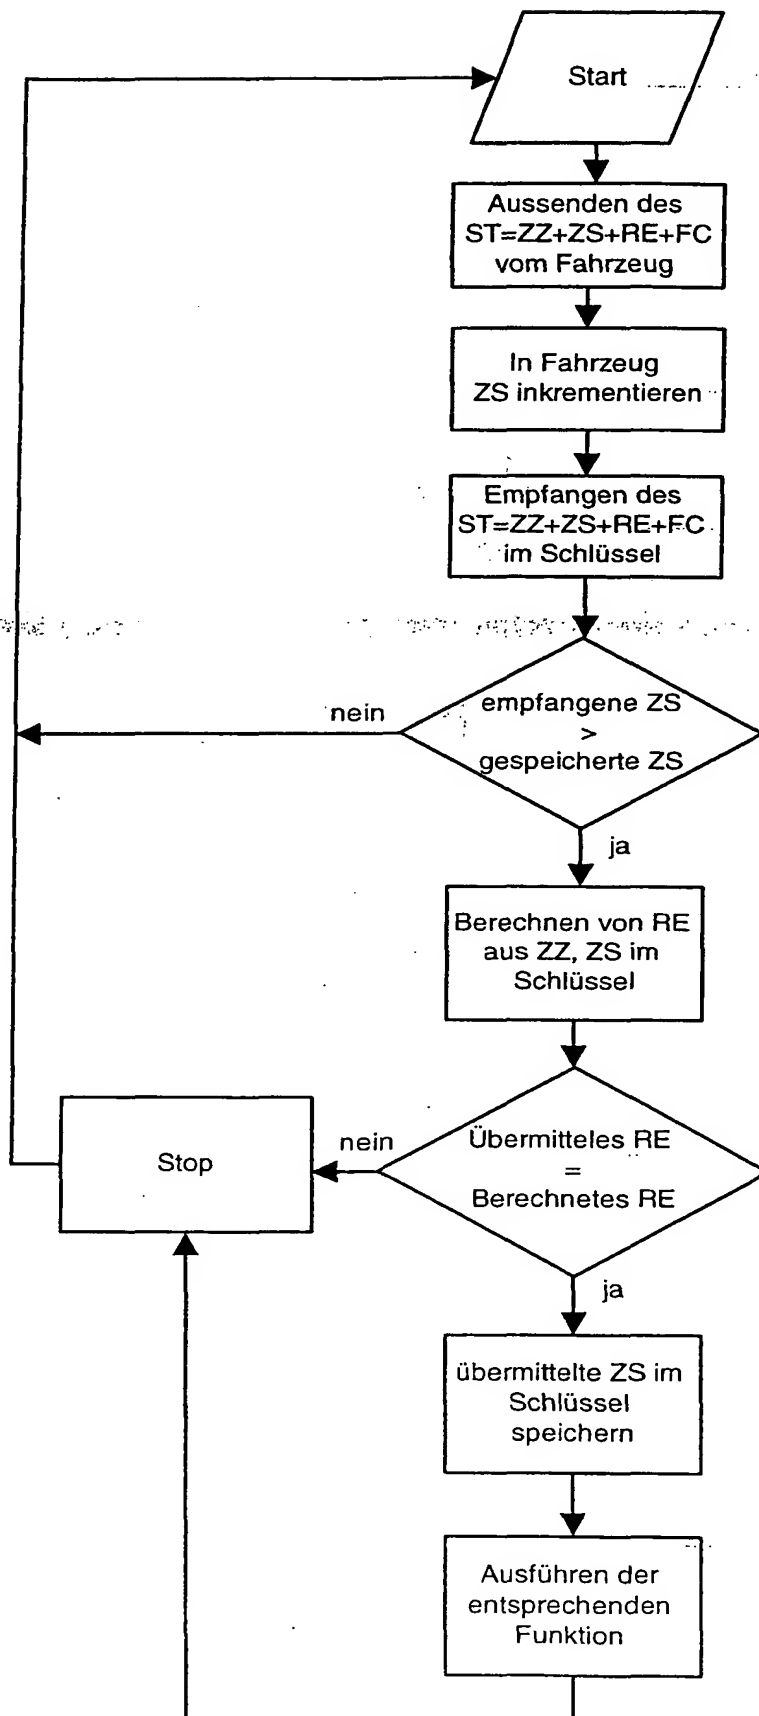 Start
Aussenden des
ST=ZZ+ZS+RE+FC
vom Fahrzeug
In Fahrzeug
ZS inkrementieren
Empfangen des
ST=ZZ+ZS+RE+FC
im Schlüssel
empfangene ZS
>
gespeicherte ZS
nein
ja
Berechnen von RE
aus ZZ, ZS im
Schlüssel
Übermitteles RE
=
Berechnetes RE
nein
Stop
ja
übermittelte ZS im
Schlüssel
speichern
Ausführen der
entsprechenden
Funktion